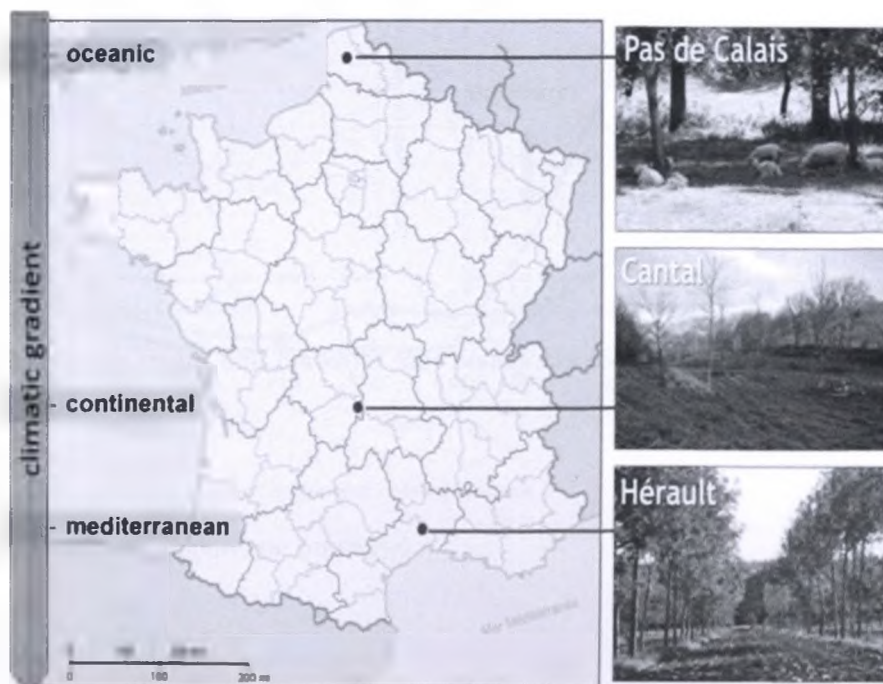 climatic gradient
oceanic
continental
mediterranean
Pas de Calais
Cantal
Hérault
0
200